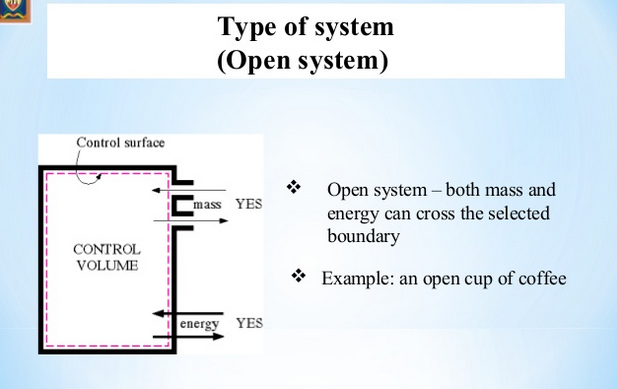 Type of system
(Open system)
Control surface
mass YES
CONTROL
VOLUME
energy YES
❖ Open system – both mass and
energy can cross the selected
boundary
❖ Example: an open cup of coffee